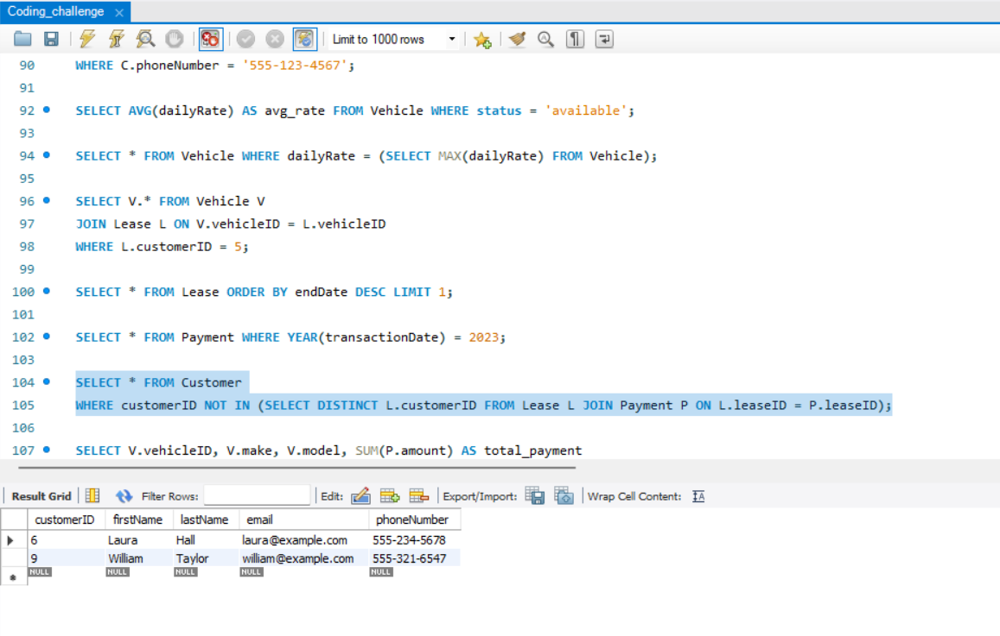 Coding_challenge
Limit to 1000 rows
90 WHERE C.phoneNumber = '555-123-4567';
91
92 SELECT AVG(dailyRate) AS avg_rate FROM Vehicle WHERE status = 'available';
93
94 SELECT * FROM Vehicle WHERE dailyRate = (SELECT MAX(dailyRate) FROM Vehicle);
95
96 SELECT V.* FROM Vehicle V
97 JOIN Lease L ON V.vehicleID = L.vehicleID
98 WHERE L.customerID = 5;
99
100 SELECT * FROM Lease ORDER BY endDate DESC LIMIT 1;
101
102 SELECT * FROM Payment WHERE YEAR(transactionDate) = 2023;
103
104 SELECT * FROM Customer
105 WHERE customerID NOT IN (SELECT DISTINCT L.customerID FROM Lease L JOIN Payment P ON L.leaseID = P.leaseID);
106
107 SELECT V.vehicleID, V.make, V.model, SUM(P.amount) AS total_payment
Result Grid Filter Rows: Edit: Export/Import: Wrap Cell Content: IA
customerID firstName lastName email phoneNumber
6 Laura Hall laura@example.com 555-234-5678
9 William Taylor william@example.com 555-321-6547
NULL NULL NULL NULL NULL